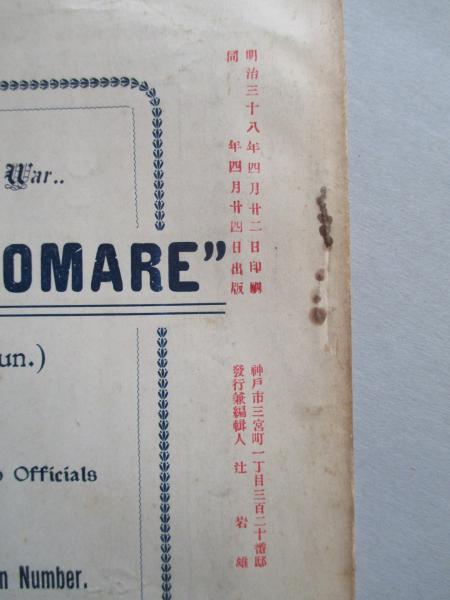 War..
OMARE”
un.)
Officials
n Number.
明治三十八年四月廿二日印刷
同年四月廿四日出版
神戸市三宮町一丁目三百二十番邸
發行兼編輯人 辻岩雄